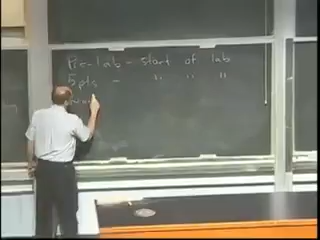 Pre-lab - start of lab
5 pts - " " "